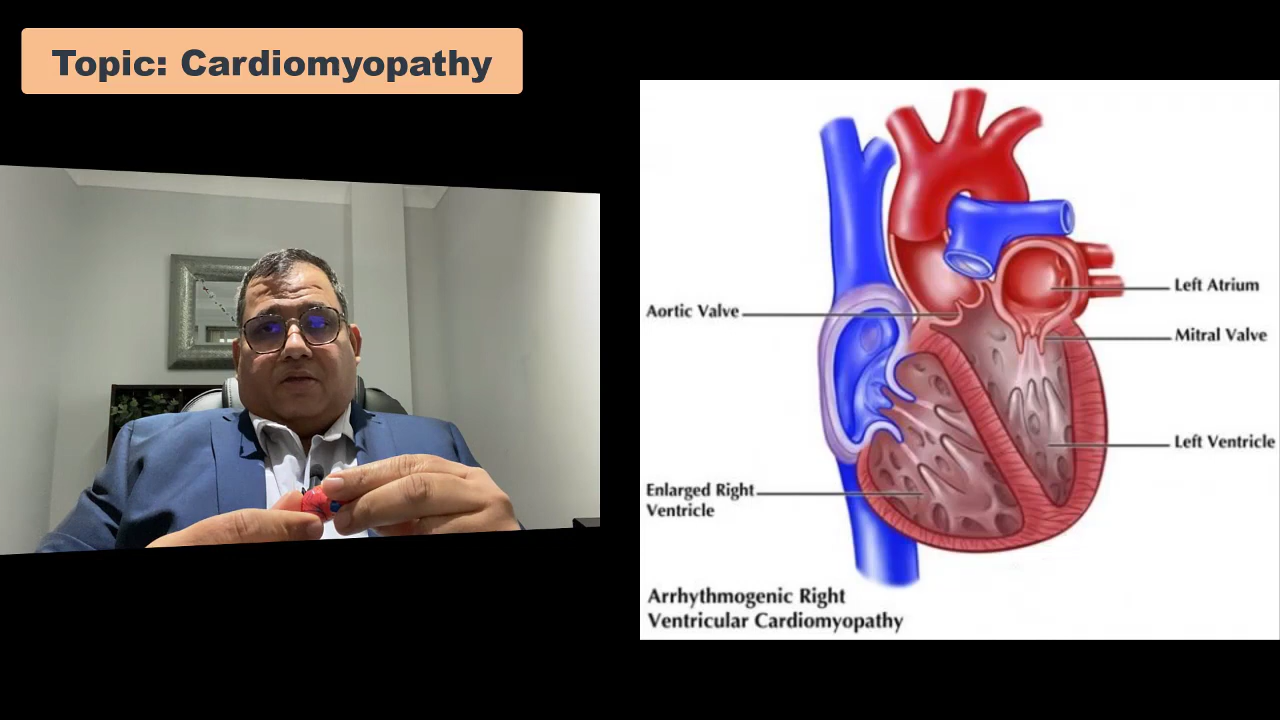 Topic: Cardiomyopathy
Aortic Valve
Left Atrium
Mitral Valve
Left Ventricle
Enlarged Right
Ventricle
Arrhythmogenic Right
Ventricular Cardiomyopathy